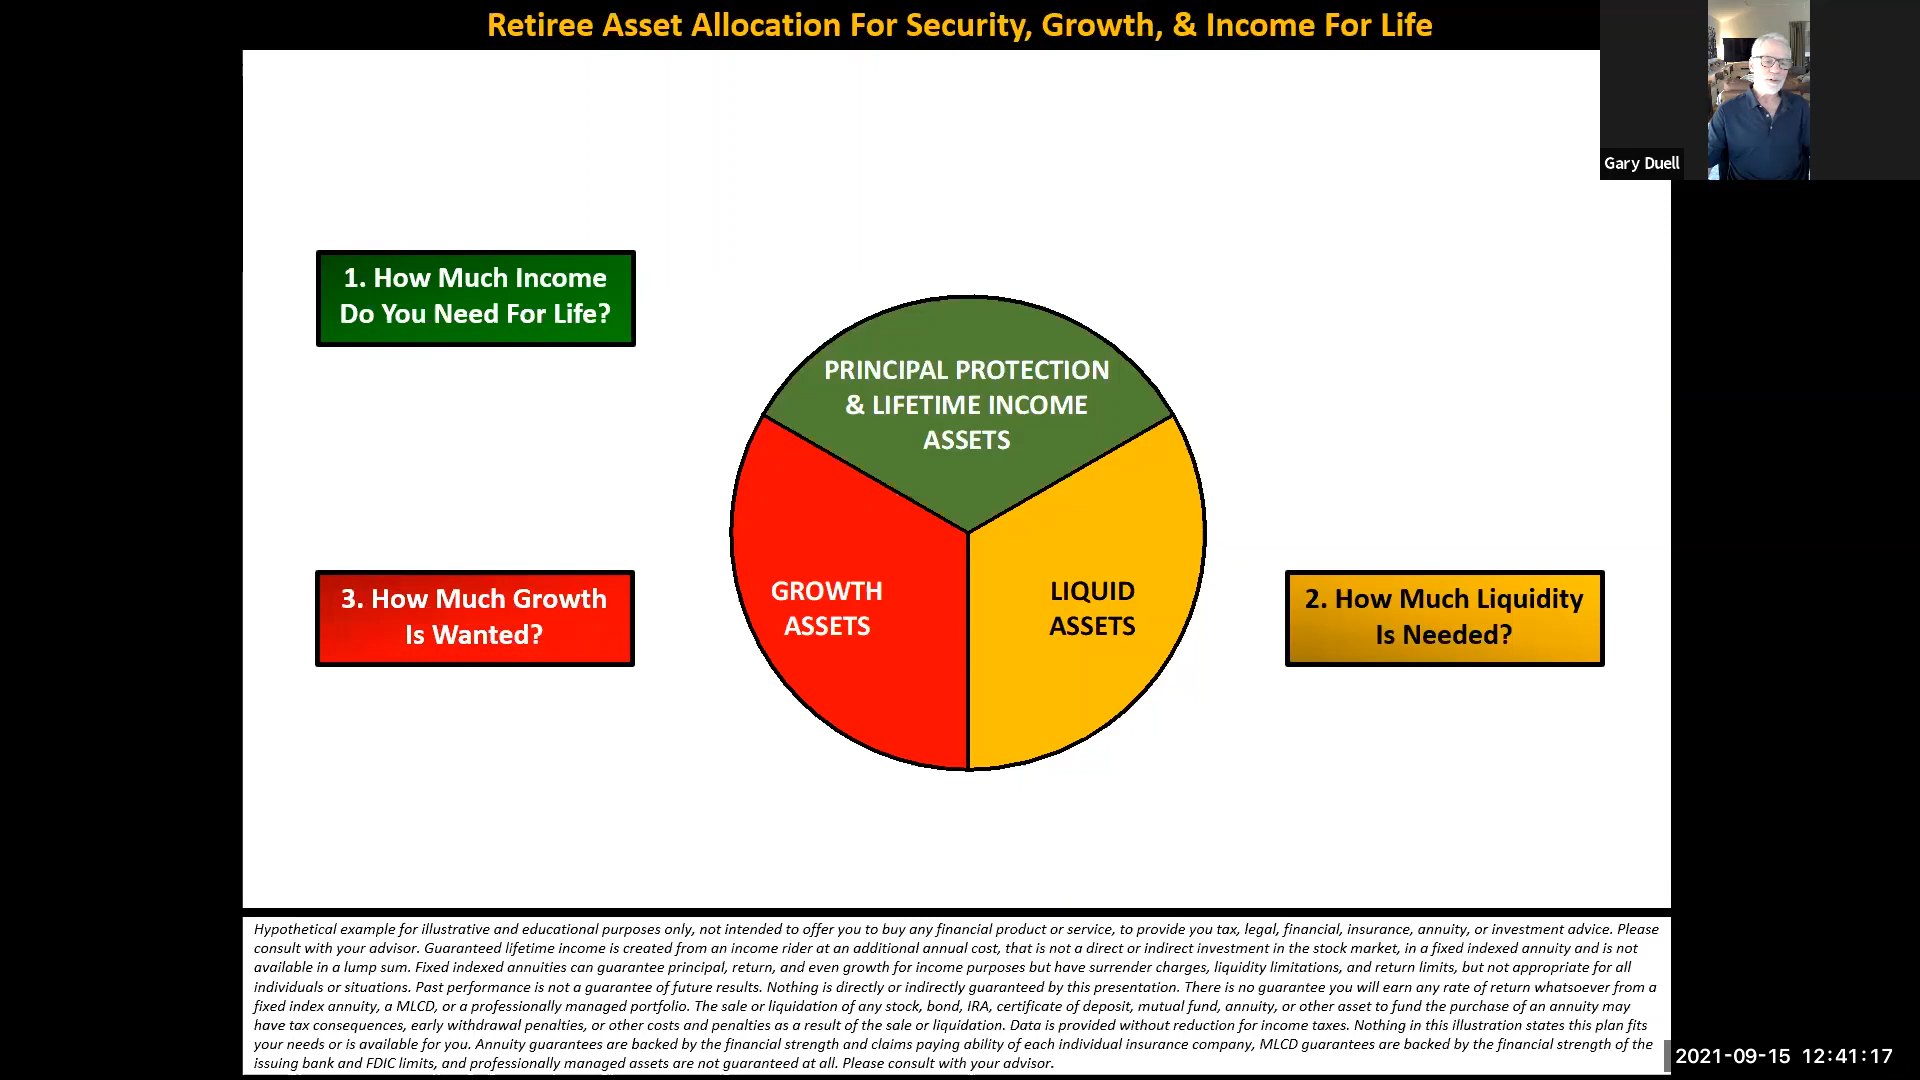 Retiree Asset Allocation For Security, Growth, & Income For Life
Gary Duell
1. How Much Income
Do You Need For Life?
PRINCIPAL PROTECTION
& LIFETIME INCOME
ASSETS
GROWTH
ASSETS
LIQUID
ASSETS
3. How Much Growth
Is Wanted?
2. How Much Liquidity
Is Needed?
Hypothetical example for illustrative and educational purposes only, not intended to offer you to buy any financial product or service, to provide you tax, legal, financial, insurance, annuity, or investment advice. Please
consult with your advisor. Guaranteed lifetime income is created from an income rider at an additional annual cost, that is not a direct or indirect investment in the stock market, in a fixed indexed annuity and is not
available in a lump sum. Fixed indexed annuities can guarantee principal, return, and even growth for income purposes but have surrender charges, liquidity limitations, and return limits, but not appropriate for all
individuals or situations. Past performance is not a guarantee of future results. Nothing is directly or indirectly guaranteed by this presentation. There is no guarantee you will earn any rate of return whatsoever from a
fixed index annuity, a MLCD, or a professionally managed portfolio. The sale or liquidation of any stock, bond, IRA, certificate of deposit, mutual fund, annuity, or other asset to fund the purchase of an annuity may
have tax consequences, early withdrawal penalties, or other costs and penalties as a result of the sale or liquidation. Data is provided without reduction for income taxes. Nothing in this illustration states this plan fits
your needs or is available for you. Annuity guarantees are backed by the financial strength and claims paying ability of each individual insurance company, MLCD guarantees are backed by the financial strength of the
issuing bank and FDIC limits, and professionally managed assets are not guaranteed at all. Please consult with your advisor.
2021-09-15 12:41:17